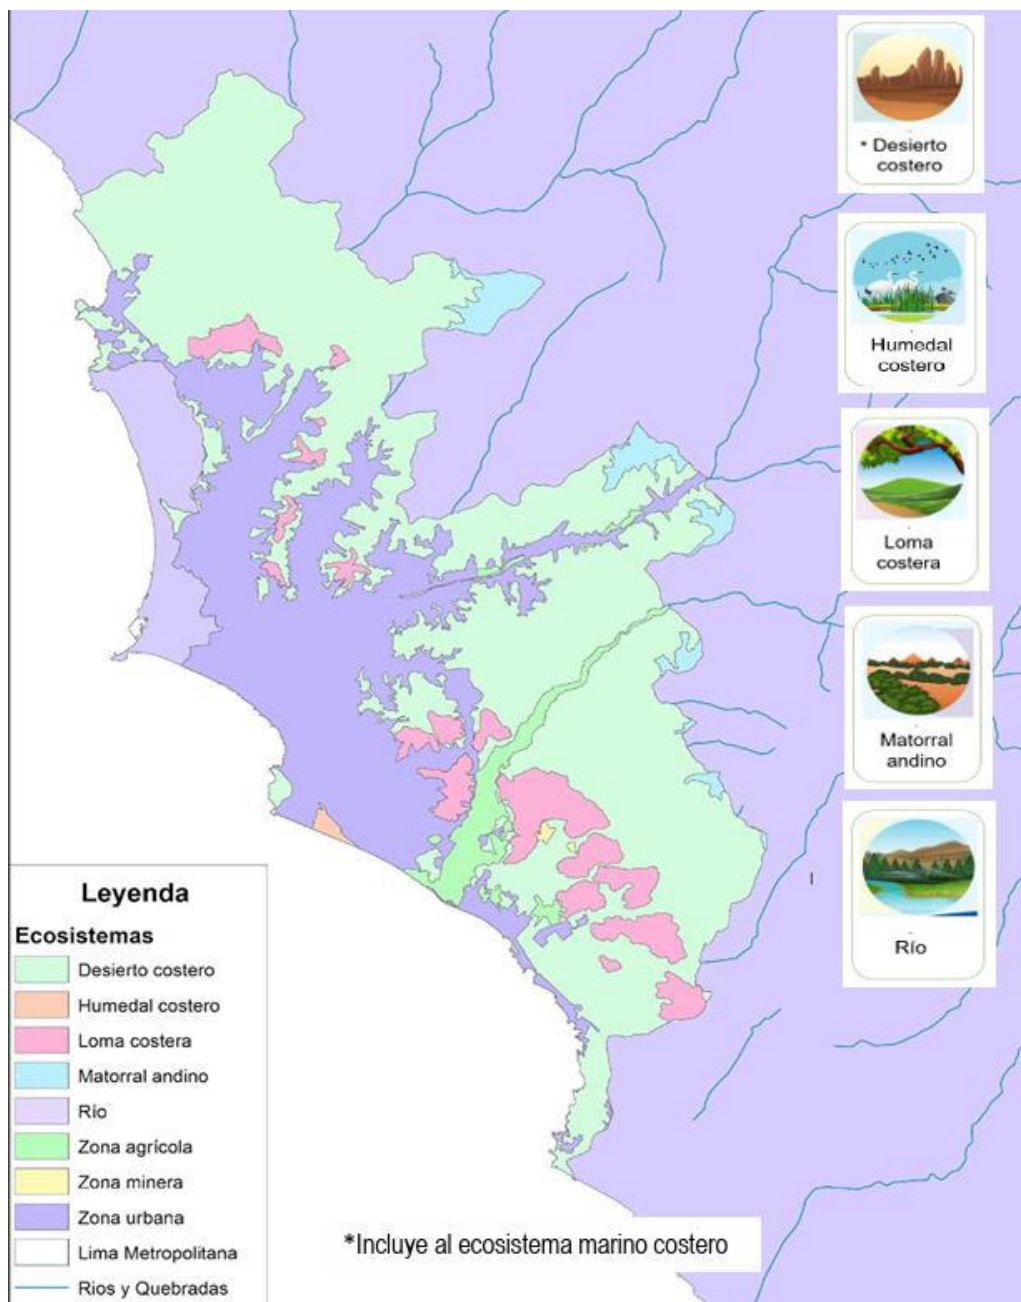 * Desierto
costero
Humedal
costero
Loma
costera
Matorral
andino
Río
Leyenda
Ecosistemas
Desierto costero
Humedal costero
Loma costera
Matorral andino
Río
Zona agrícola
Zona minera
Zona urbana
Lima Metropolitana
Rios y Quebradas
*Incluye al ecosistema marino costero